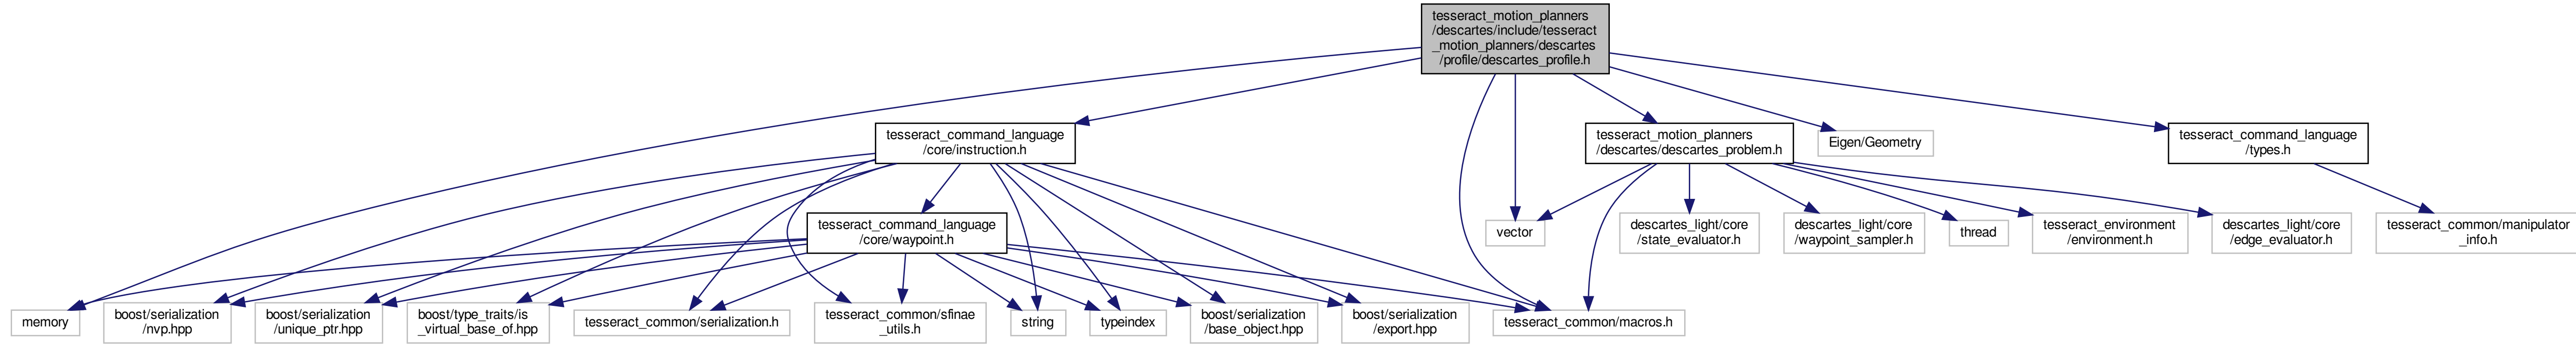 tesseract_motion_planners
/descartes/include/tesseract
_motion_planners/descartes
/profile/descartes_profile.h
tesseract_command_language
/core/instruction.h
tesseract_motion_planners
/descartes/descartes_problem.h
Eigen/Geometry
tesseract_command_language
/types.h
tesseract_command_language
/core/waypoint.h
vector
descartes_light/core
/state_evaluator.h
descartes_light/core
/waypoint_sampler.h
thread
tesseract_environment
/environment.h
descartes_light/core
/edge_evaluator.h
tesseract_common/manipulator
_info.h
memory
boost/serialization
/nvp.hpp
boost/serialization
/unique_ptr.hpp
boost/type_traits/is
_virtual_base_of.hpp
tesseract_common/serialization.h
tesseract_common/sfinae
_utils.h
string
typeindex
boost/serialization
/base_object.hpp
boost/serialization
/export.hpp
tesseract_common/macros.h